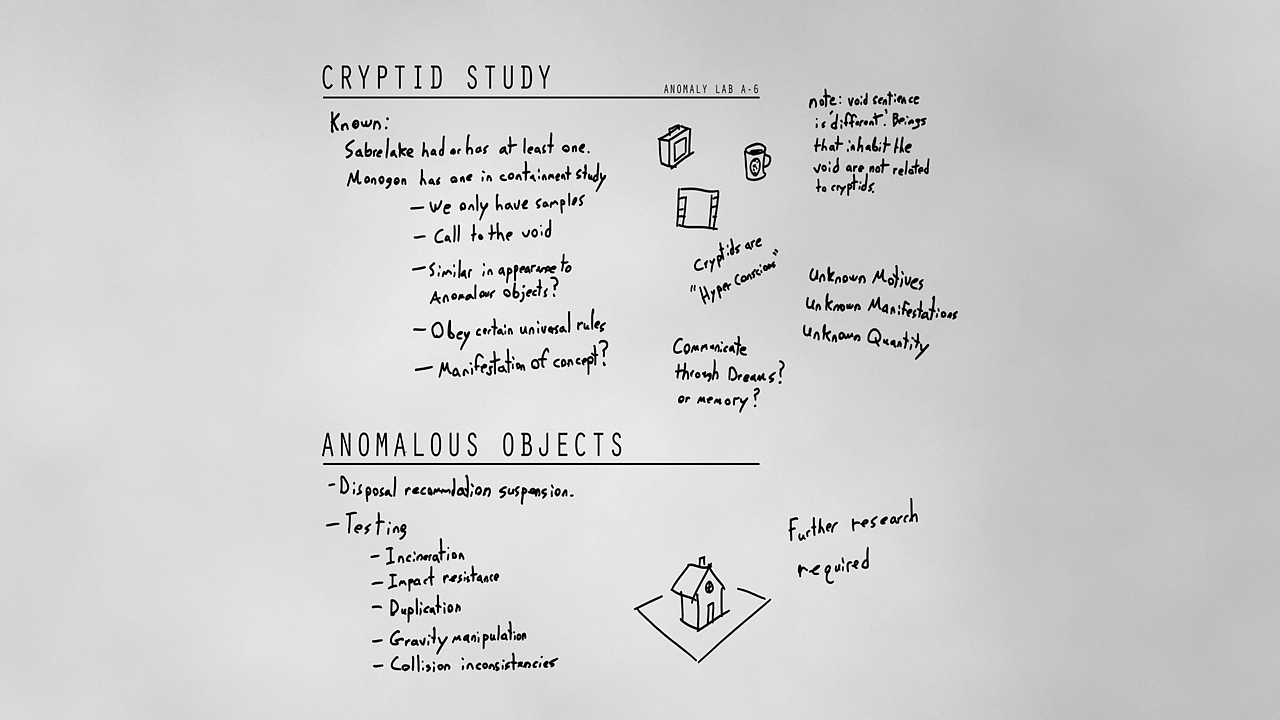 CRYPTID STUDY
ANOMALY LAB A-6
Known:
Sabrelake had or has at least one.
Monogon has one in containment study
- We only have samples
- Call to the void
- Similar in appearance to
Anomalous objects?
- Obey certain universal rules
- Manifestation of concept?
note: void sentience
is 'different'. Beings
that inhabit the
void are not related
to cryptids.
Cryptids are
"Hyper Conscious"
Communicate
through Dreams?
or memory?
Unknown Motives
Unknown Manifestations
Unknown Quantity
ANOMALOUS OBJECTS
- Disposal recomndation suspension.
- Testing
- Incineration
- Impact resistance
- Duplication
- Gravity manipulation
- Collision inconsistancies
Further research
required